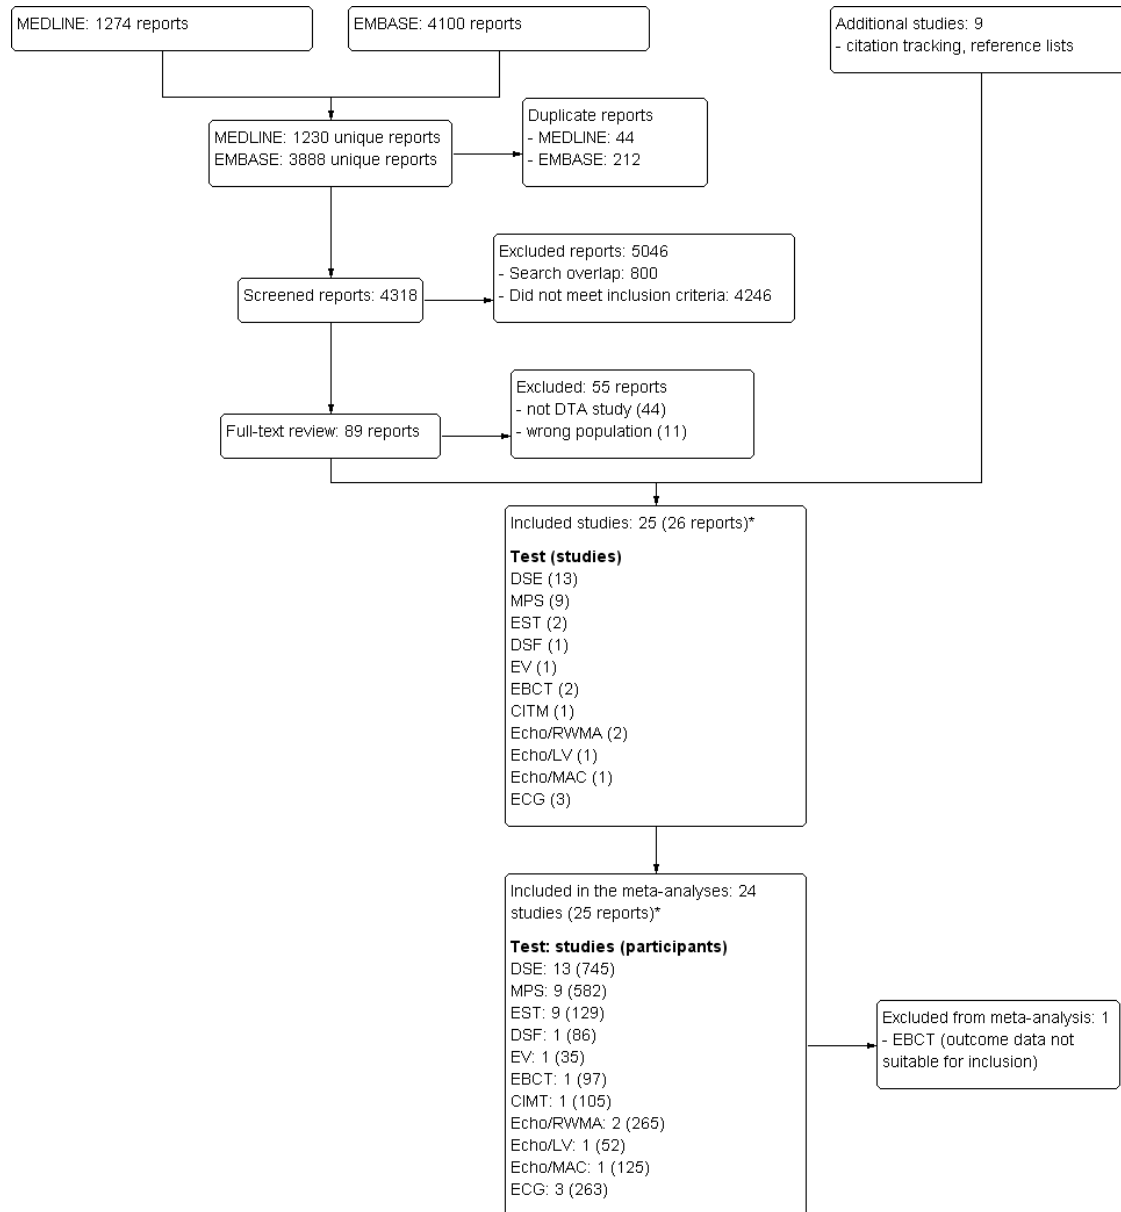 MEDLINE: 1274 reports
EMBASE: 4100 reports
Additional studies: 9
- citation tracking, reference lists
MEDLINE: 1230 unique reports
EMBASE: 3888 unique reports
Duplicate reports
- MEDLINE: 44
- EMBASE: 212
Screened reports: 4318
Excluded reports: 5046
- Search overlap: 800
- Did not meet inclusion criteria: 4246
Full-text review: 89 reports
Excluded: 55 reports
- not DTA study (44)
- wrong population (11)
Included studies: 25 (26 reports)*
Test (studies)
DSE (13)
MPS (9)
EST (2)
DSF (1)
EV (1)
EBCT (2)
CITM (1)
Echo/RWMA (2)
Echo/LV (1)
Echo/MAC (1)
ECG (3)
Included in the meta-analyses: 24
studies (25 reports)*
Test: studies (participants)
DSE: 13 (745)
MPS: 9 (582)
EST: 9 (129)
DSF: 1 (86)
EV: 1 (35)
EBCT: 1 (97)
CIMT: 1 (105)
Echo/RWMA: 2 (265)
Echo/LV: 1 (52)
Echo/MAC: 1 (125)
ECG: 3 (263)
Excluded from meta-analysis: 1
- EBCT (outcome data not
suitable for inclusion)